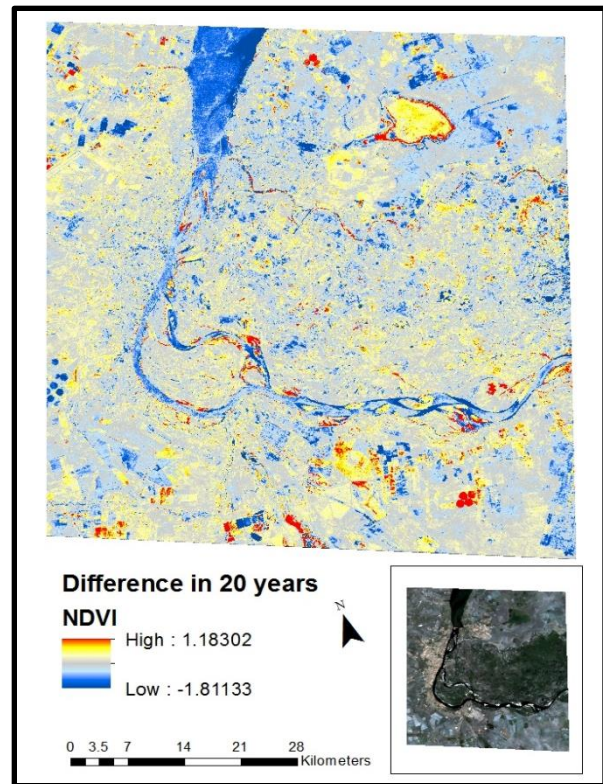 Difference in 20 years
NDVI
High : 1.18302
Low : -1.81133
N
0 3.5 7 14 21 28
Kilometers